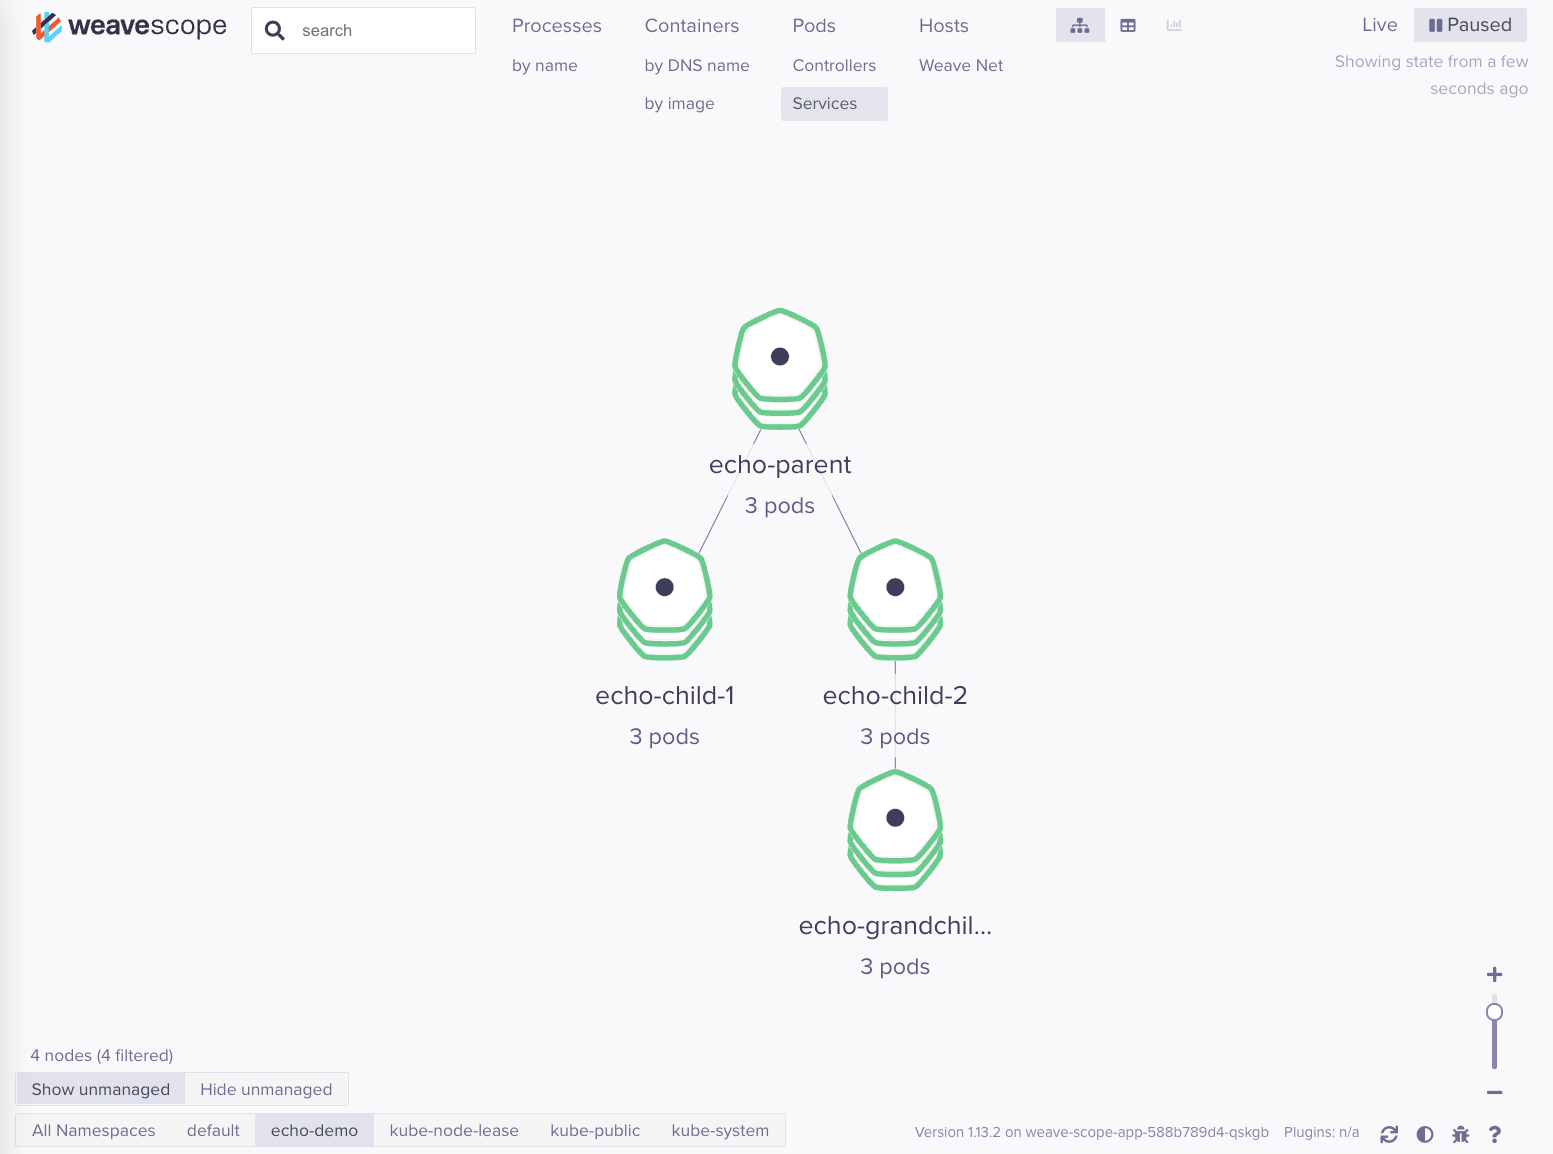 weavescope
search
Processes
by name
Containers
by DNS name
by image
Pods
Controllers
Services
Hosts
Weave Net
Live
Paused
Showing state from a few
seconds ago
echo-parent
3 pods
echo-child-1
3 pods
echo-child-2
3 pods
echo-grandchil...
3 pods
4 nodes (4 filtered)
Show unmanaged Hide unmanaged
All Namespaces default echo-demo kube-node-lease kube-public kube-system
Version 1.13.2 on weave-scope-app-588b789d4-qskgb Plugins: n/a